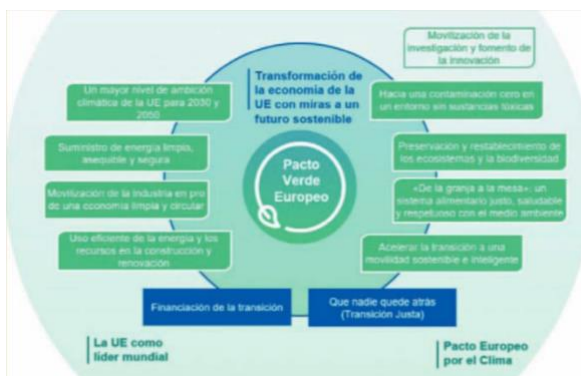 Movilización de la
investigación y fomento de
la innovación
Transformación de
la economía de la
UE con miras a un
futuro sostenible
Un mayor nivel de ambición
climática de la UE para 2030 y
2050
Hacia una contaminación cero en
un entorno sin sustancias tóxicas
Suministro de energía limpio,
asequible y segura
Preservación y restablecimiento de
los ecosistemas y la biodiversidad
Pacto
Verde
Europeo
Movilización de la industria en pro
de una economía limpia y circular
«De la granja a la mesa»: un
sistema alimentario justo, saludable
y respetuoso con el medio ambiente
Uso eficiente de la energía y los
recursos en la construcción y
renovación
Acelerar la transición a una
movilidad sostenible e inteligente
Financiación de la transición
Que nadie quede atrás
(Transición Justa)
La UE como
líder mundial
Pacto Europeo
por el Clima